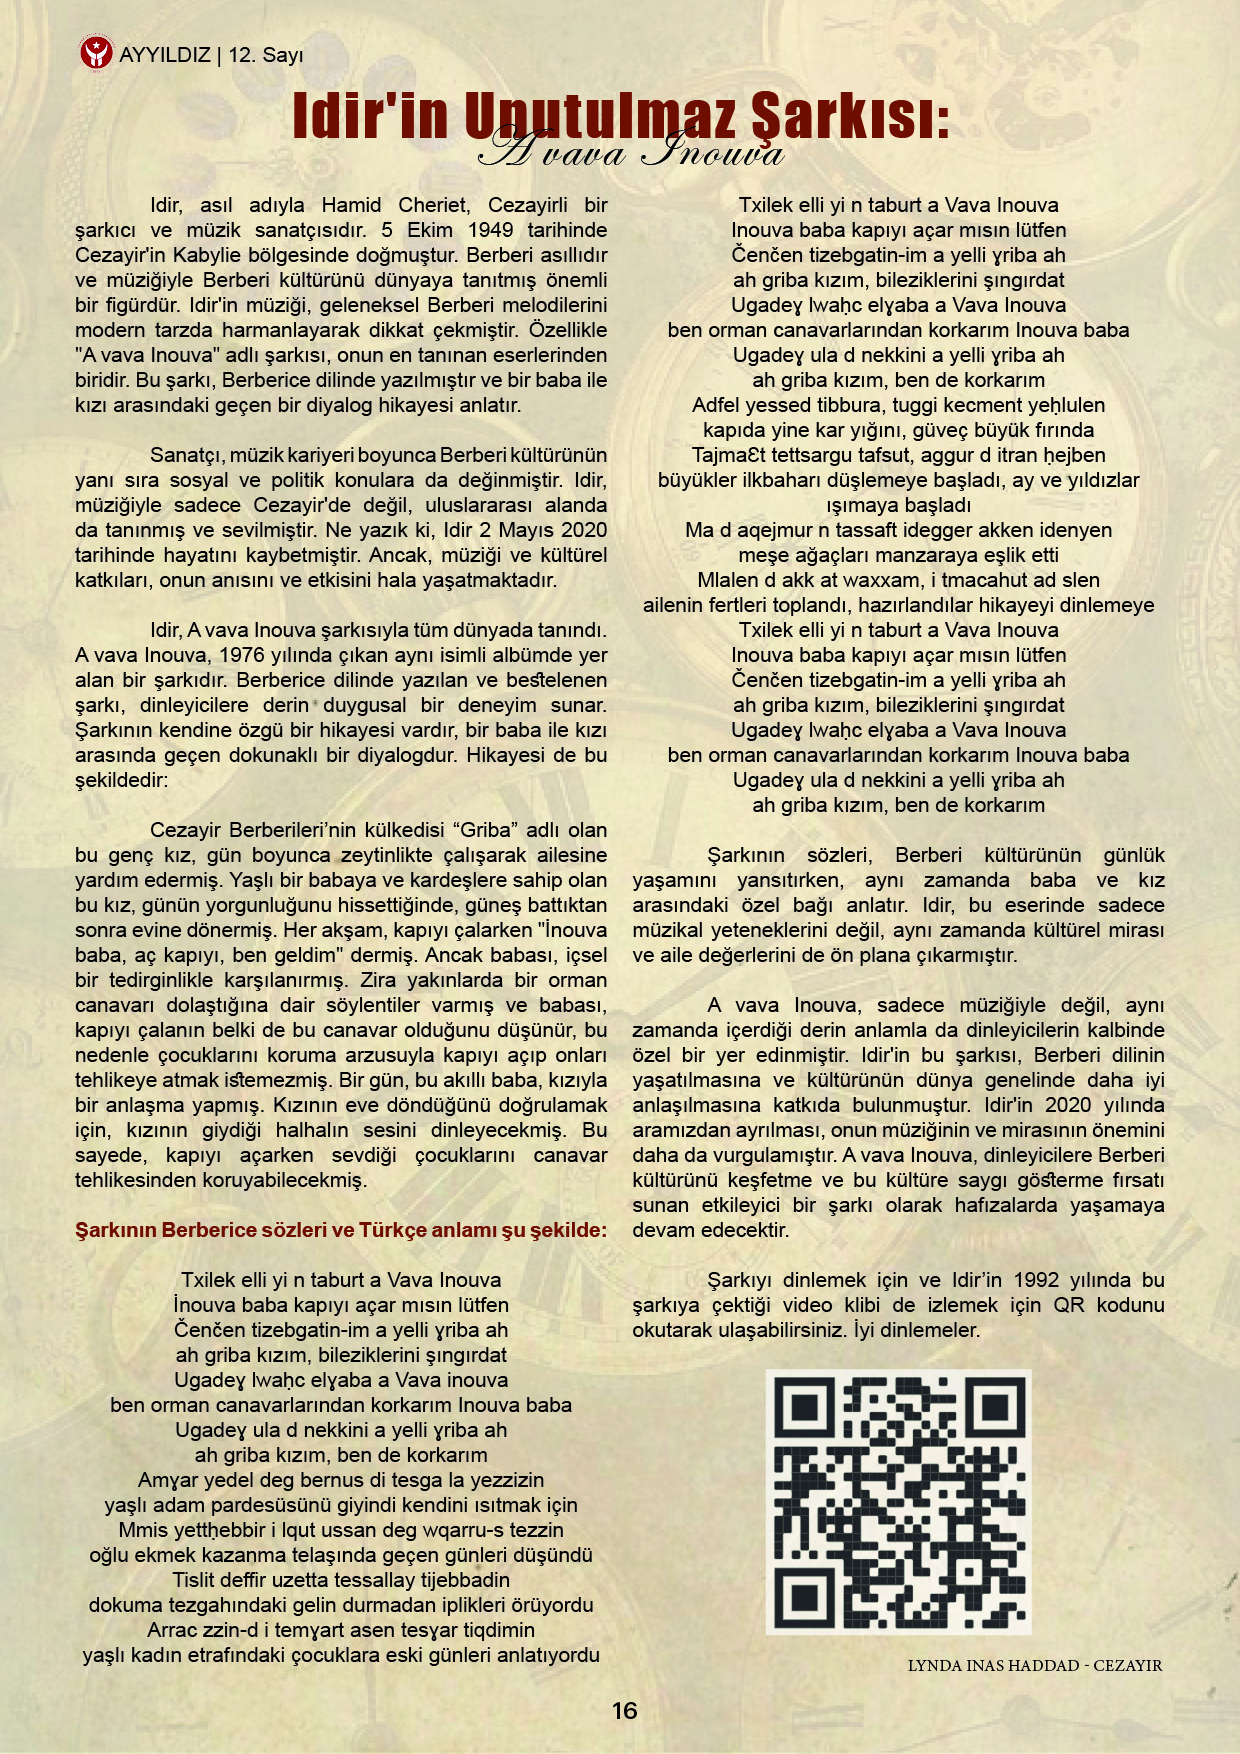 AYYILDIZ | 12. Sayı
Idir'in Unutulmaz Şarkısı:
A vava Inouva
Idir, asıl adıyla Hamid Cheriet, Cezayirli bir
şarkıcı ve müzik sanatçısıdır. 5 Ekim 1949 tarihinde
Cezayir'in Kabylie bölgesinde doğmuştur. Berberi asıllıdır
ve müziğiyle Berberi kültürünü dünyaya tanıtmış önemli
bir figürdür. Idir'in müziği, geleneksel Berberi melodilerini
modern tarzda harmanlayarak dikkat çekmiştir. Özellikle
"A vava Inouva" adlı şarkısı, onun en tanınan eserlerinden
biridir. Bu şarkı, Berberice dilinde yazılmıştır ve bir baba ile
kızı arasındaki geçen bir diyalog hikayesi anlatır.
Sanatçı, müzik kariyeri boyunca Berberi kültürünün
yanı sıra sosyal ve politik konulara da değinmiştir. Idir,
müziğiyle sadece Cezayir'de değil, uluslararası alanda
da tanınmış ve sevilmiştir. Ne yazık ki, Idir 2 Mayıs 2020
tarihinde hayatını kaybetmiştir. Ancak, müziği ve kültürel
katkıları, onun anısını ve etkisini hala yaşatmaktadır.
Idir, A vava Inouva şarkısıyla tüm dünyada tanındı.
A vava Inouva, 1976 yılında çıkan aynı isimli albümde yer
alan bir şarkıdır. Berberice dilinde yazılan ve bestelenen
şarkı, dinleyicilere derin duygusal bir deneyim sunar.
Şarkının kendine özgü bir hikayesi vardır, bir baba ile kızı
arasında geçen dokunaklı bir diyalogdur. Hikayesi de bu
şekildedir:
Cezayir Berberileri’nin külkedisi “Griba” adlı olan
bu genç kız, gün boyunca zeytinlikte çalışarak ailesine
yardım edermiş. Yaşlı bir babaya ve kardeşlere sahip olan
bu kız, günün yorgunluğunu hissettiğinde, güneş battıktan
sonra evine dönermiş. Her akşam, kapıyı çalarken "İnouva
baba, aç kapıyı, ben geldim" dermiş. Ancak babası, içsel
bir tedirginlikle karşılanırmış. Zira yakınlarda bir orman
canavarı dolaştığına dair söylentiler varmış ve babası,
kapıyı çalanın belki de bu canavar olduğunu düşünür, bu
nedenle çocuklarını koruma arzusuyla kapıyı açıp onları
tehlikeye atmak istemezmiş. Bir gün, bu akıllı baba, kızıyla
bir anlaşma yapmış. Kızının eve döndüğünü doğrulamak
için, kızının giydiği halhalın sesini dinleyecekmiş. Bu
sayede, kapıyı açarken sevdiği çocuklarını canavar
tehlikesinden koruyabilecekmiş.
Şarkının Berberice sözleri ve Türkçe anlamı şu şekilde:
Txilek elli yi n taburt a Vava Inouva
İnouva baba kapıyı açar mısın lütfen
Čenčen tizebgatin-im a yelli ɣriba ah
ah griba kızım, bileziklerini şıngırdat
Ugadeɣ lwaḥc elɣaba a Vava inouva
ben orman canavarlarından korkarım Inouva baba
Ugadeɣ ula d nekkini a yelli ɣriba ah
ah griba kızım, ben de korkarım
Amɣar yedel deg bernus di tesga la yezzizin
yaşlı adam pardesüsünü giyindi kendini ısıtmak için
Mmis yettḥebbir i lqut ussan deg wqarru-s tezzin
oğlu ekmek kazanma telaşında geçen günleri düşündü
Tislit deffir uzetta tessallay tijebbadin
dokuma tezgahındaki gelin durmadan iplikleri örüyordu
Arrac zzin-d i temɣart asen tesɣar tiqdimin
yaşlı kadın etrafındaki çocuklara eski günleri anlatıyordu
Txilek elli yi n taburt a Vava Inouva
Inouva baba kapıyı açar mısın lütfen
Čenčen tizebgatin-im a yelli ɣriba ah
ah griba kızım, bileziklerini şıngırdat
Ugadeɣ lwaḥc elɣaba a Vava Inouva
ben orman canavarlarından korkarım Inouva baba
Ugadeɣ ula d nekkini a yelli ɣriba ah
ah griba kızım, ben de korkarım
Adfel yessed tibbura, tuggi kecment yeḥlulen
kapıda yine kar yığını, güveç büyük fırında
TajmaƐt tettsargu tafsut, aggur d itran ḥejben
büyükler ilkbaharı düşlemeye başladı, ay ve yıldızlar
ışımaya başladı
Ma d aqejmur n tassaft idegger akken idenyen
meşe ağaçları manzaraya eşlik etti
Mlalen d akk at waxxam, i tmacahut ad slen
ailenin fertleri toplandı, hazırlandılar hikayeyi dinlemeye
Txilek elli yi n taburt a Vava Inouva
Inouva baba kapıyı açar mısın lütfen
Čenčen tizebgatin-im a yelli ɣriba ah
ah griba kızım, bileziklerini şıngırdat
Ugadeɣ lwaḥc elɣaba a Vava Inouva
ben orman canavarlarından korkarım Inouva baba
Ugadeɣ ula d nekkini a yelli ɣriba ah
ah griba kızım, ben de korkarım
Şarkının sözleri, Berberi kültürünün günlük
yaşamını yansıtırken, aynı zamanda baba ve kız
arasındaki özel bağı anlatır. Idir, bu eserinde sadece
müzikal yeteneklerini değil, aynı zamanda kültürel mirası
ve aile değerlerini de ön plana çıkarmıştır.
A vava Inouva, sadece müziğiyle değil, aynı
zamanda içerdiği derin anlamla da dinleyicilerin kalbinde
özel bir yer edinmiştir. Idir'in bu şarkısı, Berberi dilinin
yaşatılmasına ve kültürünün dünya genelinde daha iyi
anlaşılmasına katkıda bulunmuştur. Idir'in 2020 yılında
aramızdan ayrılması, onun müziğinin ve mirasının önemini
daha da vurgulamıştır. A vava Inouva, dinleyicilere Berberi
kültürünü keşfetme ve bu kültüre saygı gösterme fırsatı
sunan etkileyici bir şarkı olarak hafızalarda yaşamaya
devam edecektir.
Şarkıyı dinlemek için ve Idir’in 1992 yılında bu
şarkıya çektiği video klibi de izlemek için QR kodunu
okutarak ulaşabilirsiniz. İyi dinlemeler.
LYNDA INAS HADDAD - CEZAYIR
16